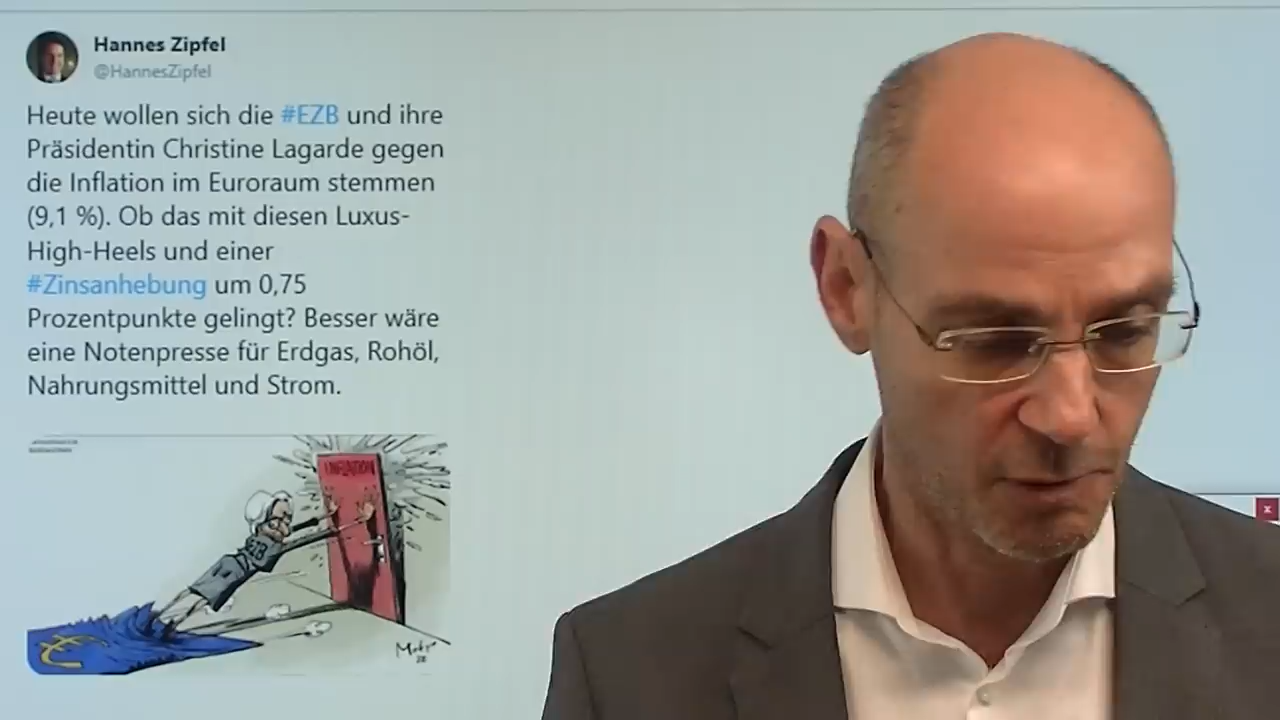 Hannes Zipfel
@HannesZipfel
Heute wollen sich die #EZB und ihre
Präsidentin Christine Lagarde gegen
die Inflation im Euroraum stemmen
(9,1 %). Ob das mit diesen Luxus-
High-Heels und einer
#Zinsanhebung um 0,75
Prozentpunkte gelingt? Besser wäre
eine Notenpresse für Erdgas, Rohöl,
Nahrungsmittel und Strom.
INFLATION
EZB
€
x